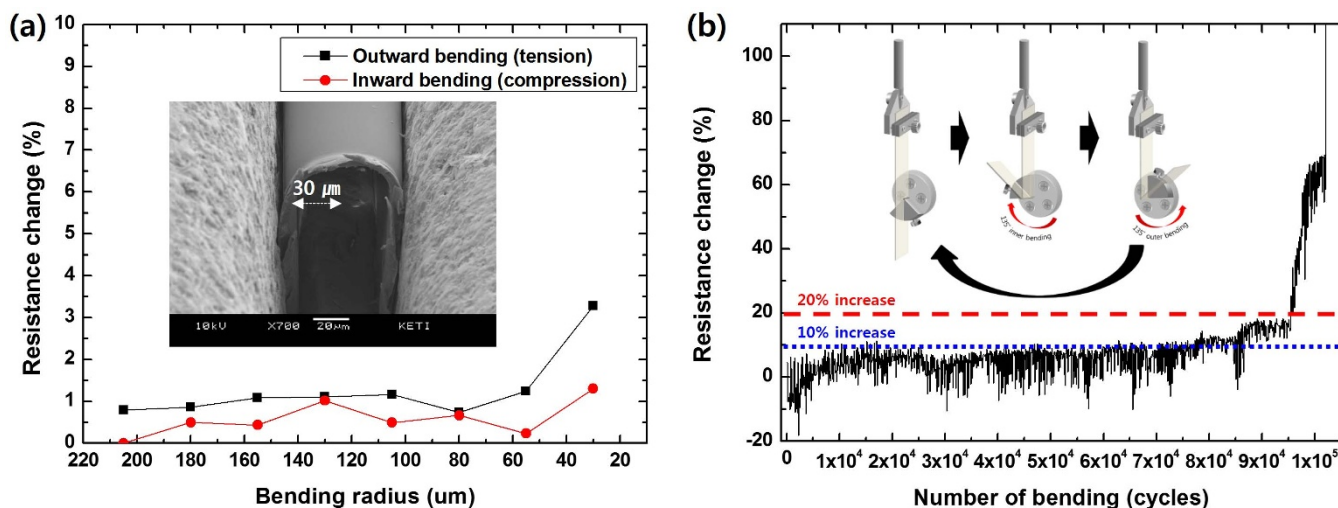 (a)
Resistance change (%)
10
9
8
7
6
5
4
3
2
1
0
Outward bending (tension)
Inward bending (compression)
30 ㎛
10kV X700 20μm KETI
220 200 180 160 140 120 100 80 60 40 20
Bending radius (um)
(b)
Resistance change (%)
100
80
60
40
20
0
-20
135° inner bending
135° outer bending
20% increase
10% increase
0 1x10⁴ 2x10⁴ 3x10⁴ 4x10⁴ 5x10⁴ 6x10⁴ 7x10⁴ 8x10⁴ 9x10⁴ 1x10⁵
Number of bending (cycles)